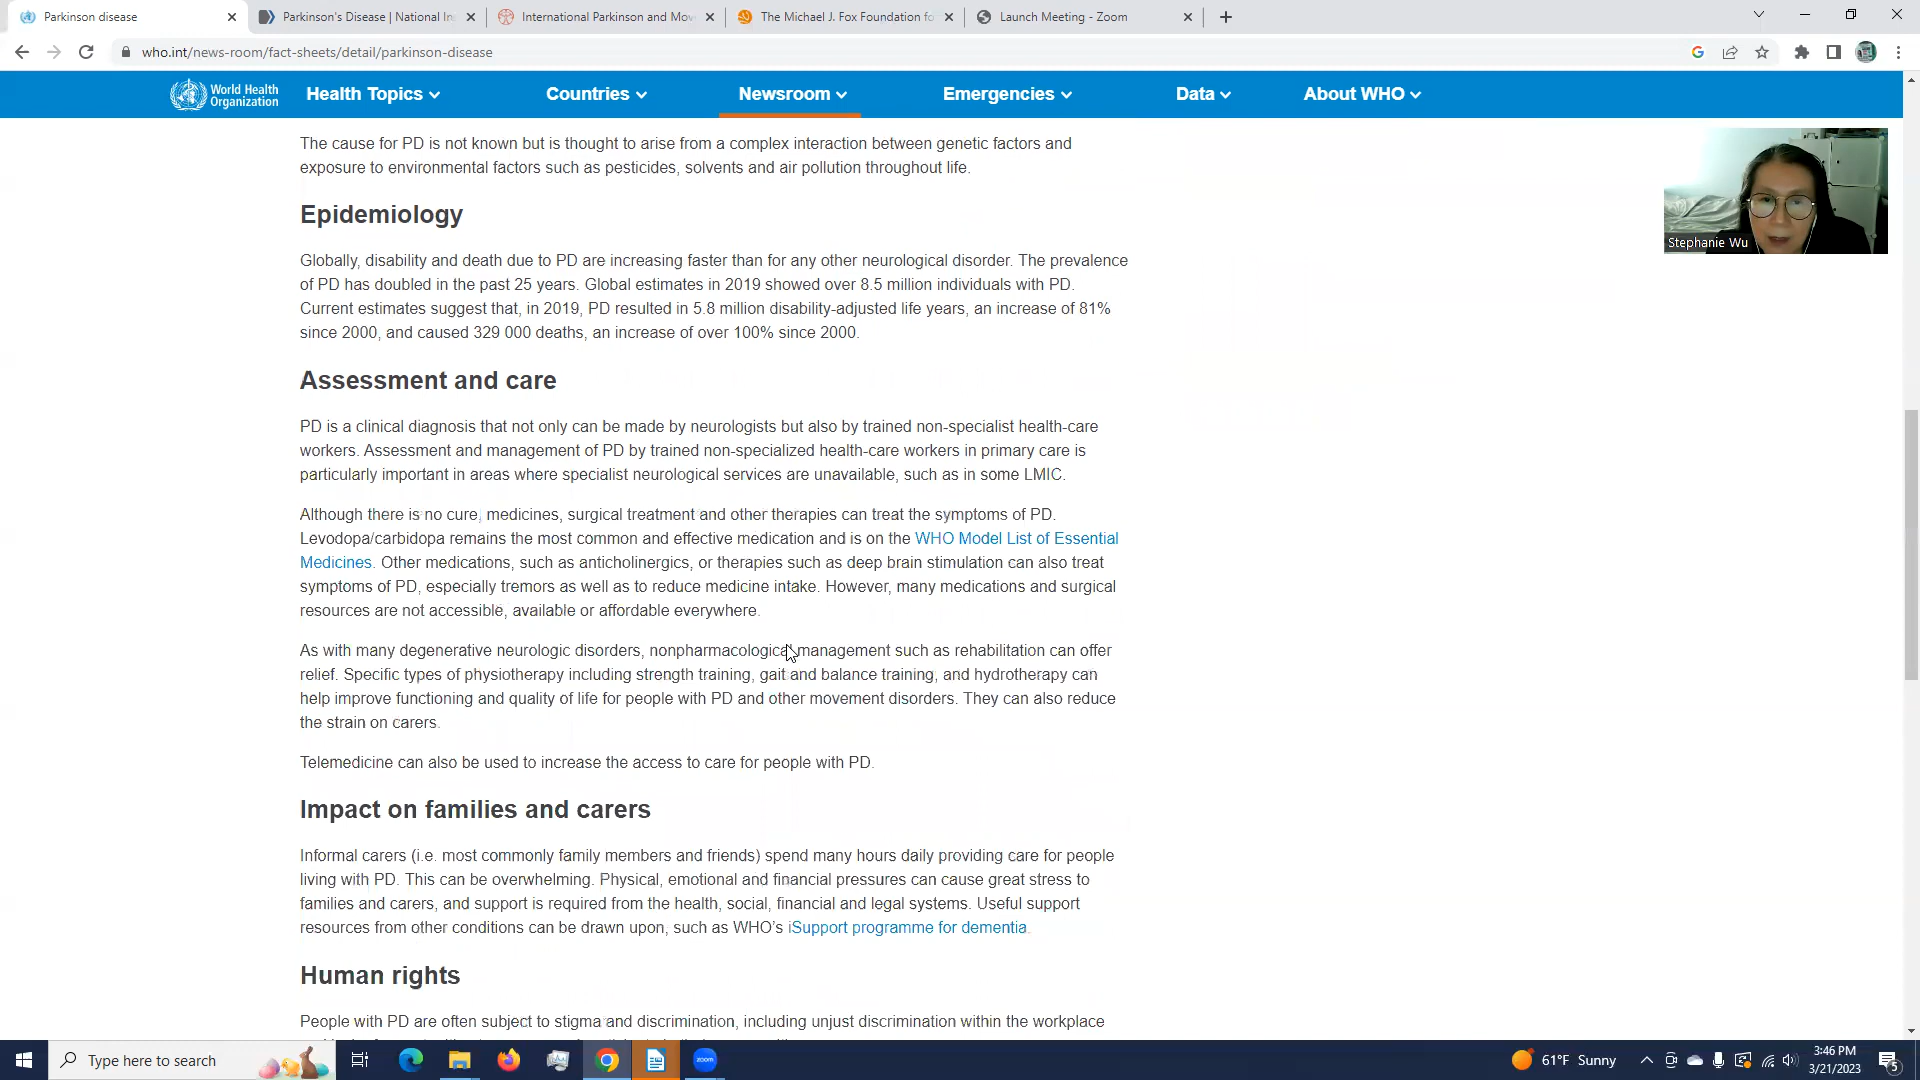 Parkinson disease
Parkinson's Disease | National In
International Parkinson and Mov
The Michael J. Fox Foundation fo
Launch Meeting - Zoom
who.int/news-room/fact-sheets/detail/parkinson-disease
World Health
Organization
Health Topics
Countries
Newsroom
Emergencies
Data
About WHO
The cause for PD is not known but is thought to arise from a complex interaction between genetic factors and
exposure to environmental factors such as pesticides, solvents and air pollution throughout life.
Stephanie Wu
Epidemiology
Globally, disability and death due to PD are increasing faster than for any other neurological disorder. The prevalence
of PD has doubled in the past 25 years. Global estimates in 2019 showed over 8.5 million individuals with PD.
Current estimates suggest that, in 2019, PD resulted in 5.8 million disability-adjusted life years, an increase of 81%
since 2000, and caused 329 000 deaths, an increase of over 100% since 2000.
Assessment and care
PD is a clinical diagnosis that not only can be made by neurologists but also by trained non-specialist health-care
workers. Assessment and management of PD by trained non-specialized health-care workers in primary care is
particularly important in areas where specialist neurological services are unavailable, such as in some LMIC.
Although there is no cure, medicines, surgical treatment and other therapies can treat the symptoms of PD.
Levodopa/carbidopa remains the most common and effective medication and is on the WHO Model List of Essential
Medicines. Other medications, such as anticholinergics, or therapies such as deep brain stimulation can also treat
symptoms of PD, especially tremors as well as to reduce medicine intake. However, many medications and surgical
resources are not accessible, available or affordable everywhere.
As with many degenerative neurologic disorders, nonpharmacological management such as rehabilitation can offer
relief. Specific types of physiotherapy including strength training, gait and balance training, and hydrotherapy can
help improve functioning and quality of life for people with PD and other movement disorders. They can also reduce
the strain on carers.
Telemedicine can also be used to increase the access to care for people with PD.
Impact on families and carers
Informal carers (i.e. most commonly family members and friends) spend many hours daily providing care for people
living with PD. This can be overwhelming. Physical, emotional and financial pressures can cause great stress to
families and carers, and support is required from the health, social, financial and legal systems. Useful support
resources from other conditions can be drawn upon, such as WHO’s iSupport programme for dementia.
Human rights
People with PD are often subject to stigma and discrimination, including unjust discrimination within the workplace
Type here to search
zoom
61°F Sunny
3:46 PM
3/21/2023
5